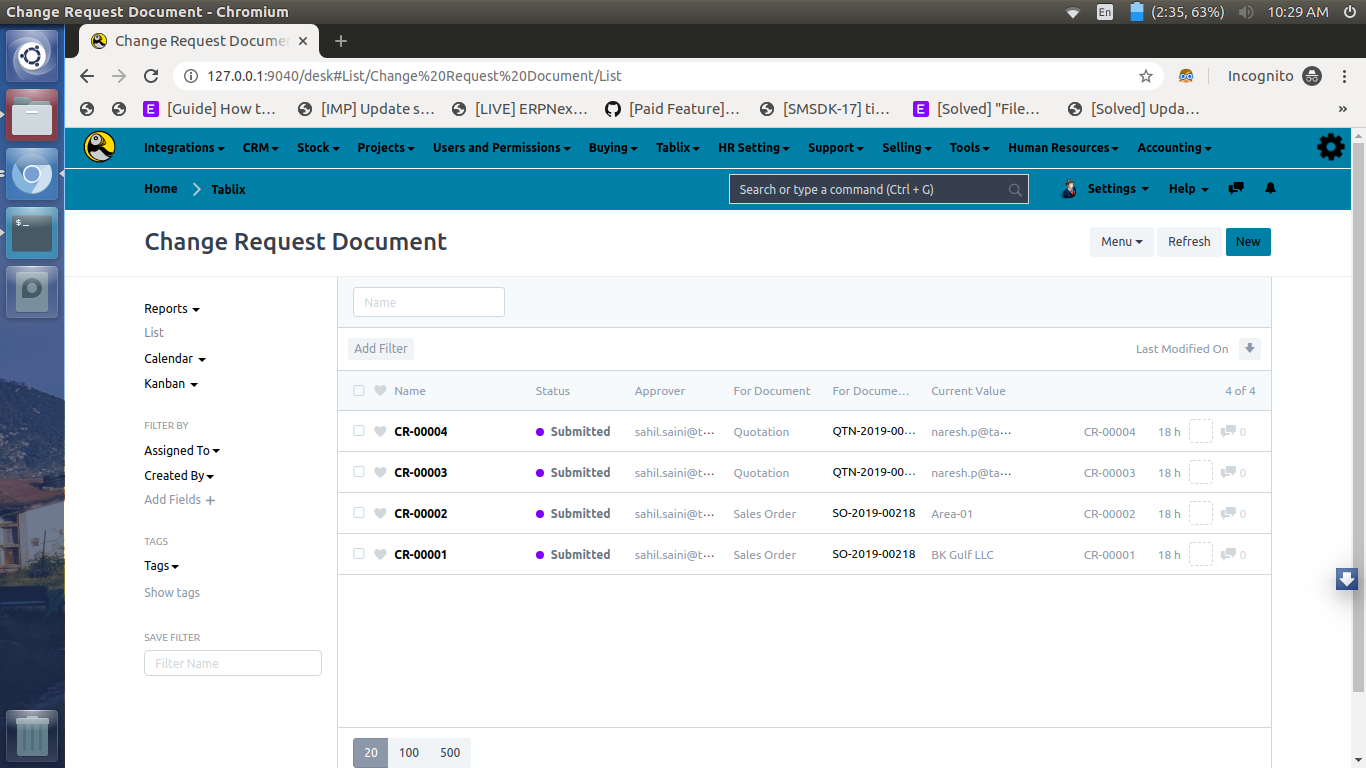 Change Request Document - Chromium
En (2:35, 63%) 10:29 AM
Change Request Docume
127.0.0.1:9040/desk#List/Change%20Request%20Document/List
Incognito
E [Guide] How t… [IMP] Update s… [LIVE] ERPNex… [Paid Feature]… [SMSDK-17] ti… E [Solved] "File… [Solved] Upda… »
Integrations CRM Stock Projects Users and Permissions Buying Tablix HR Setting Support Selling Tools Human Resources Accounting
Home Tablix
Search or type a command (Ctrl + G)
Settings Help
Change Request Document
Menu Refresh New
Reports
List
Calendar
Kanban
FILTER BY
Assigned To
Created By
Add Fields +
TAGS
Tags
Show tags
SAVE FILTER
Filter Name
Name
Add Filter
Last Modified On
Name Status Approver For Document For Docume… Current Value 4 of 4
CR-00004 Submitted sahil.saini@t… Quotation QTN-2019-00… naresh.p@ta… CR-00004 18 h 0
CR-00003 Submitted sahil.saini@t… Quotation QTN-2019-00… naresh.p@ta… CR-00003 18 h 0
CR-00002 Submitted sahil.saini@t… Sales Order SO-2019-00218 Area-01 CR-00002 18 h 0
CR-00001 Submitted sahil.saini@t… Sales Order SO-2019-00218 BK Gulf LLC CR-00001 18 h 0
20 100 500